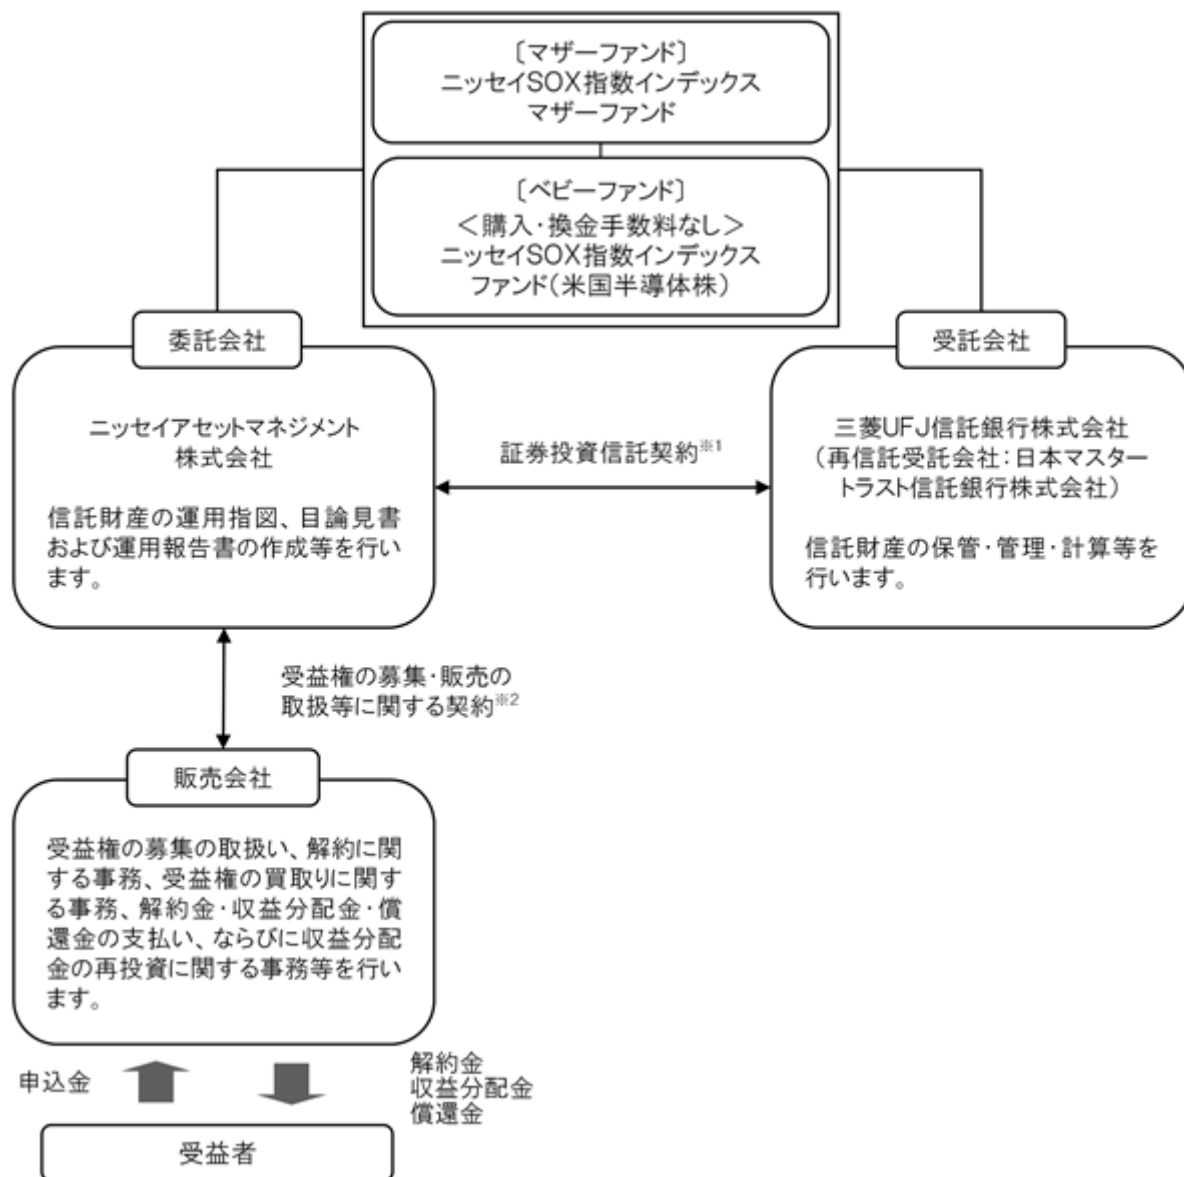 〔マザーファンド〕
ニッセイSOX指数インデックス
マザーファンド
〔ベビーファンド〕
＜購入・換金手数料なし＞
ニッセイSOX指数インデックス
ファンド（米国半導体株）
委託会社
ニッセイアセットマネジメント
株式会社
信託財産の運用指図、目論見書
および運用報告書の作成等を行い
ます。
証券投資信託契約※1
受託会社
三菱UFJ信託銀行株式会社
（再信託受託会社：日本マスター
トラスト信託銀行株式会社）
信託財産の保管・管理・計算等を
行います。
受益権の募集・販売の
取扱等に関する契約※2
販売会社
受益権の募集の取扱い、解約に関
する事務、受益権の買取りに関す
る事務、解約金・収益分配金・償
還金の支払い、ならびに収益分配
金の再投資に関する事務等を行い
ます。
申込金
解約金
収益分配金
償還金
受益者